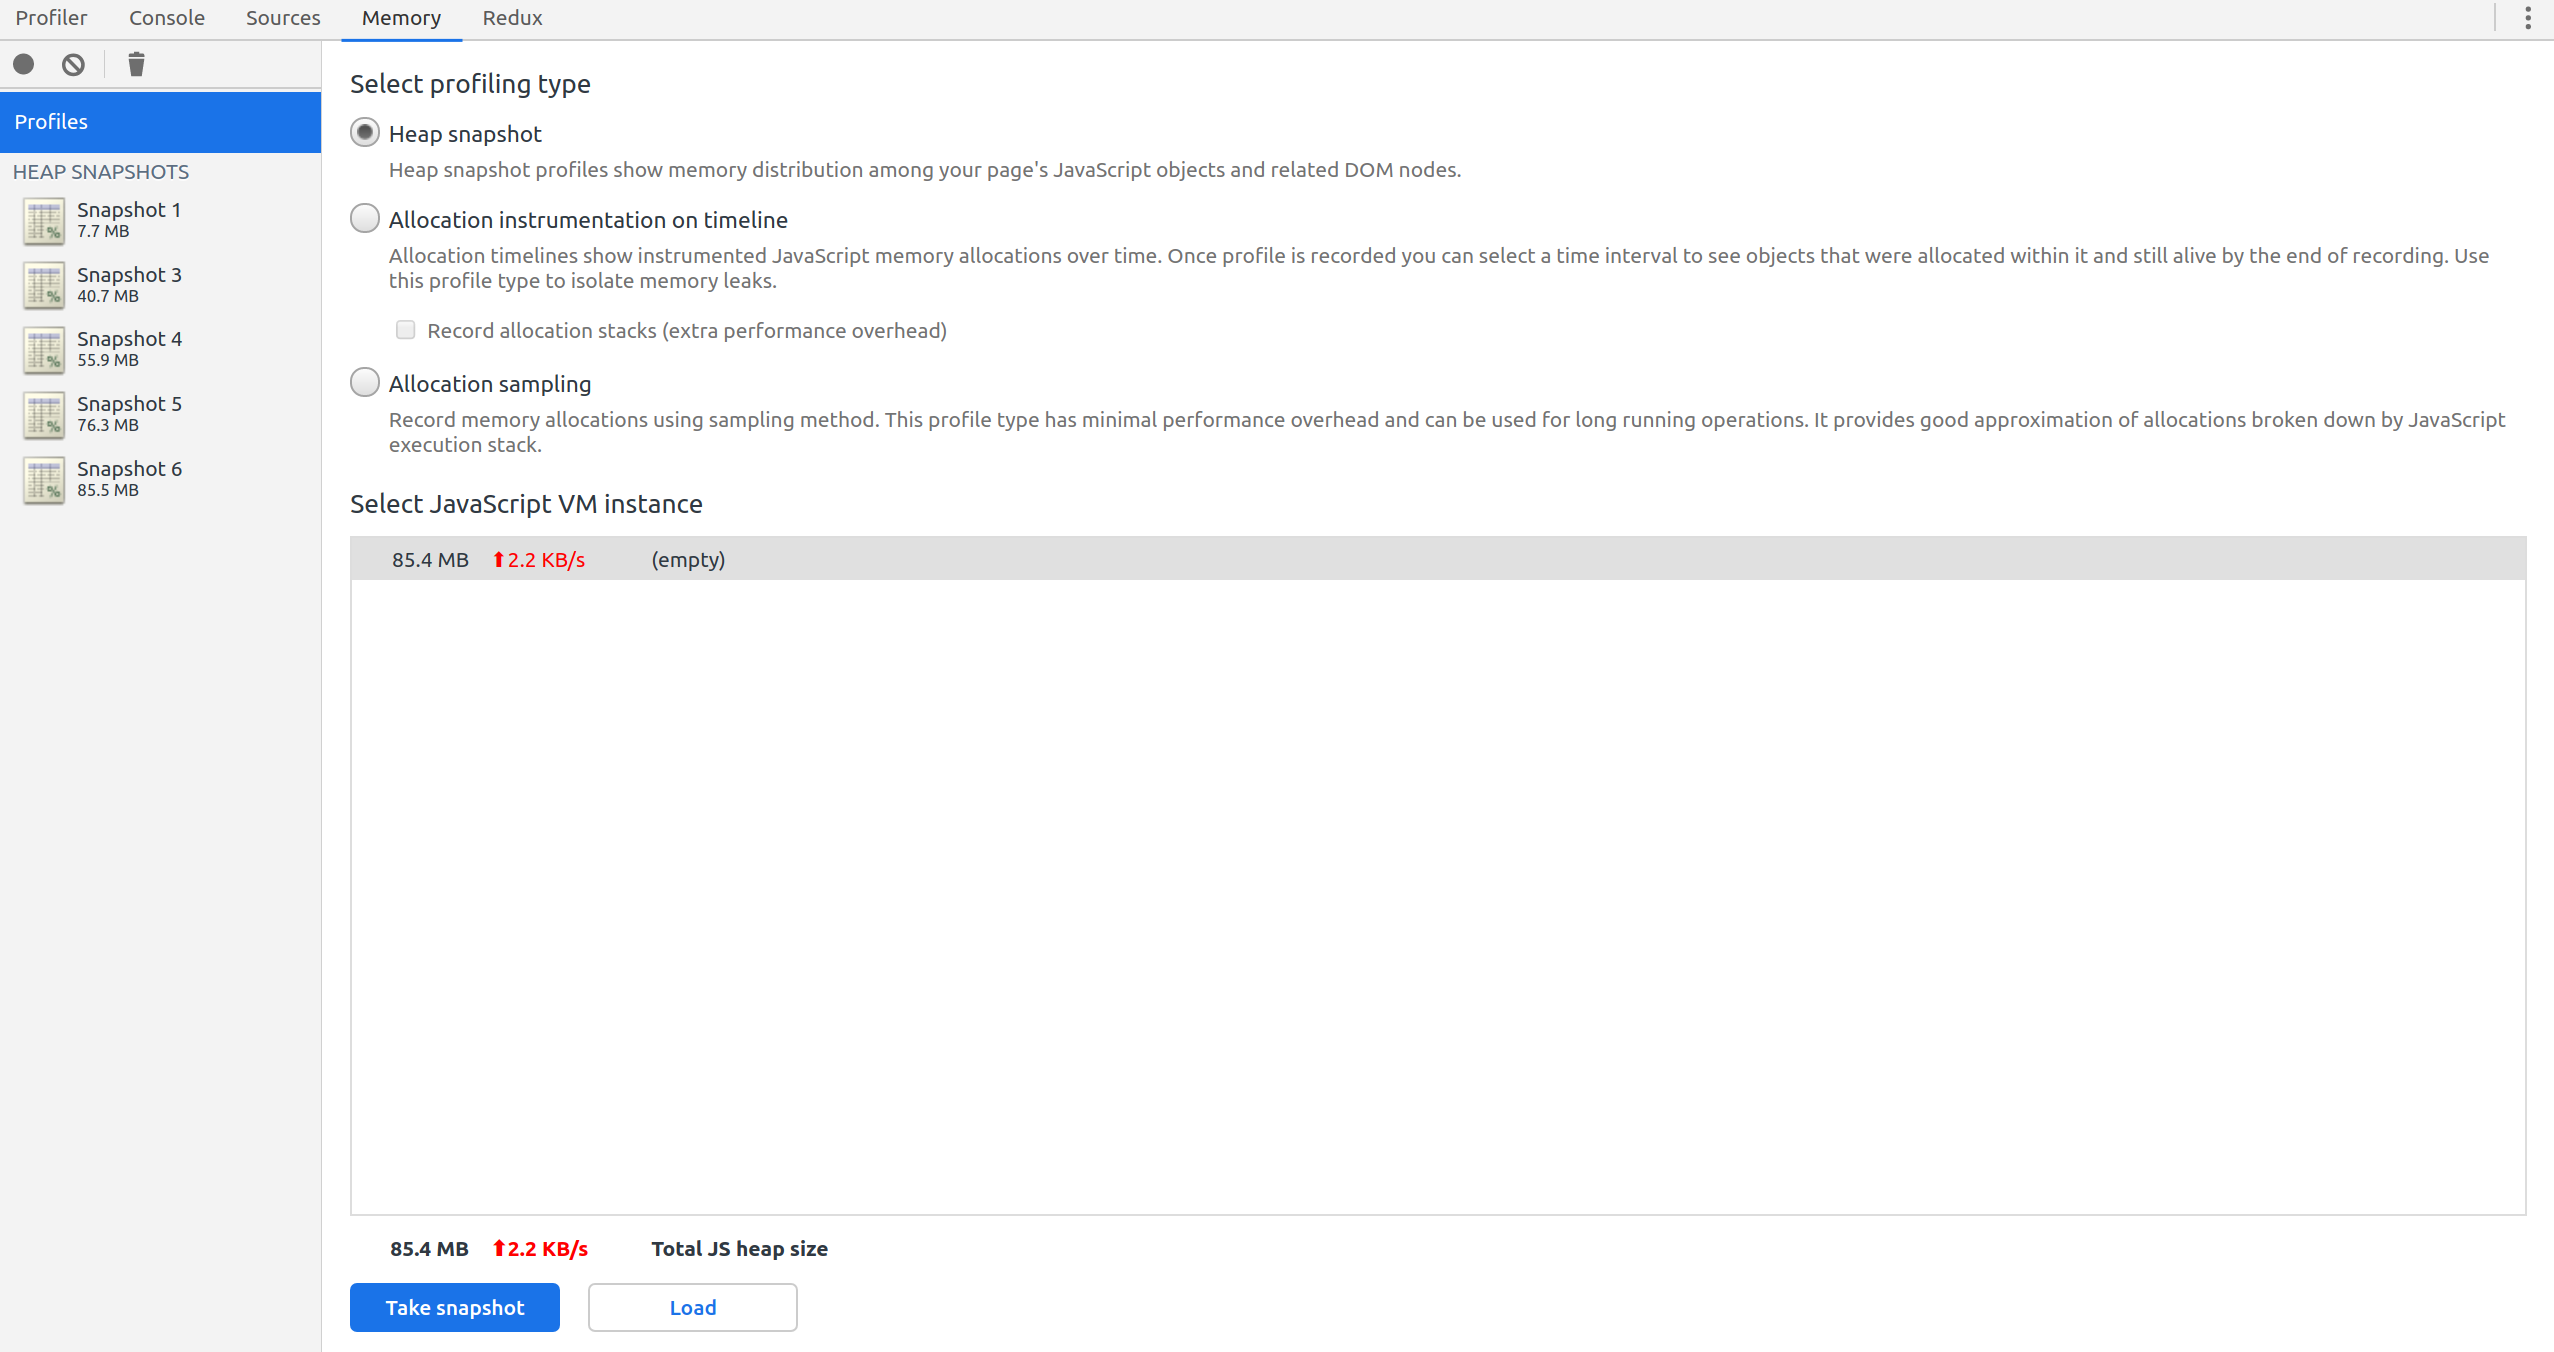 Profiler Console Sources Memory Redux
Profiles
HEAP SNAPSHOTS
Snapshot 1
7.7 MB
Snapshot 3
40.7 MB
Snapshot 4
55.9 MB
Snapshot 5
76.3 MB
Snapshot 6
85.5 MB
Select profiling type
Heap snapshot
Heap snapshot profiles show memory distribution among your page's JavaScript objects and related DOM nodes.
Allocation instrumentation on timeline
Allocation timelines show instrumented JavaScript memory allocations over time. Once profile is recorded you can select a time interval to see objects that were allocated within it and still alive by the end of recording. Use
this profile type to isolate memory leaks.
Record allocation stacks (extra performance overhead)
Allocation sampling
Record memory allocations using sampling method. This profile type has minimal performance overhead and can be used for long running operations. It provides good approximation of allocations broken down by JavaScript
execution stack.
Select JavaScript VM instance
85.4 MB ⬆2.2 KB/s (empty)
85.4 MB ⬆2.2 KB/s Total JS heap size
Take snapshot Load